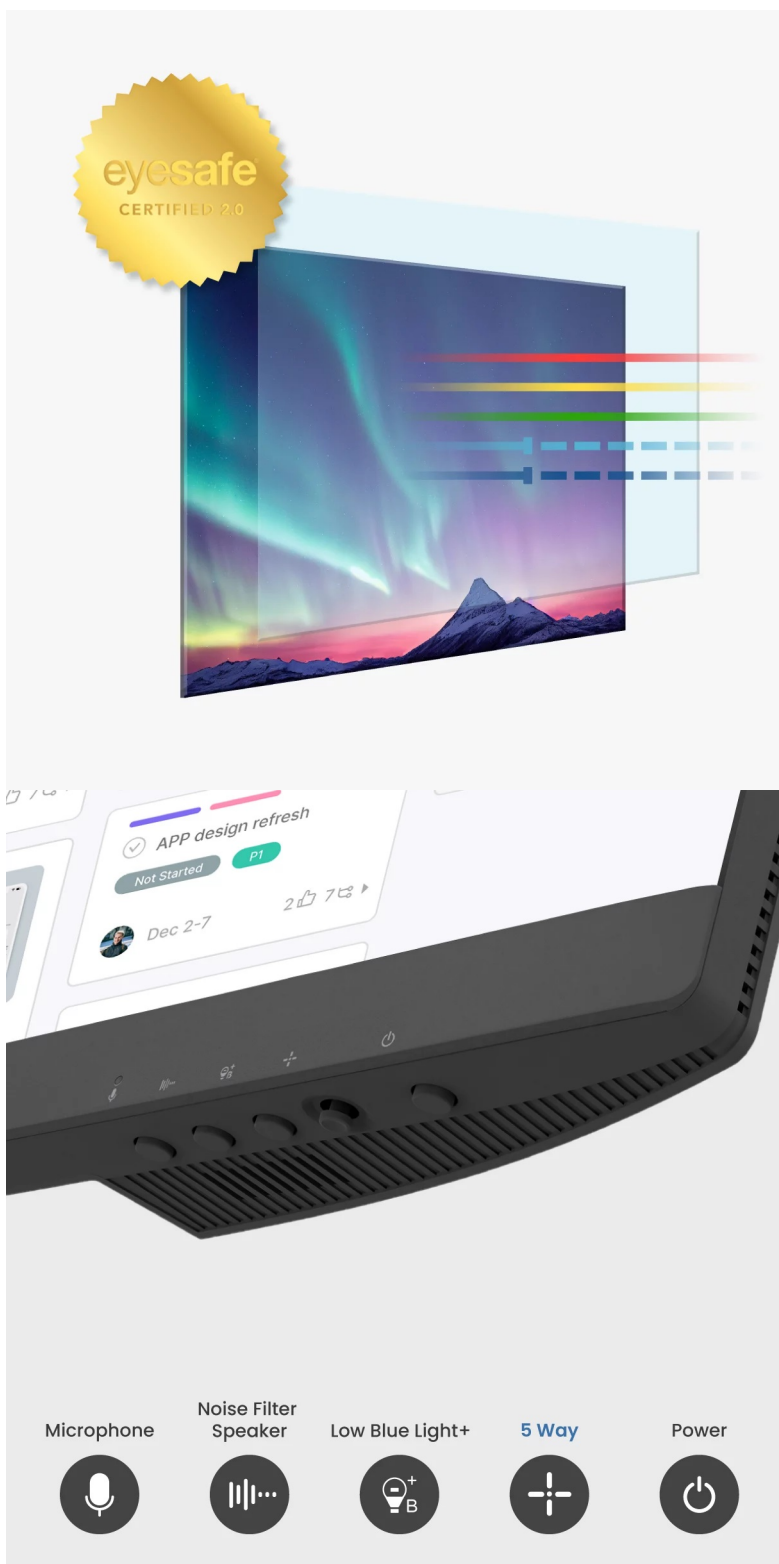 eyesafe®
CERTIFIED 2.0
APP design refresh
Not Started
P1
2
7
Dec 2-7
Microphone
Noise Filter
Speaker
Low Blue Light+
5 Way
Power
+
B